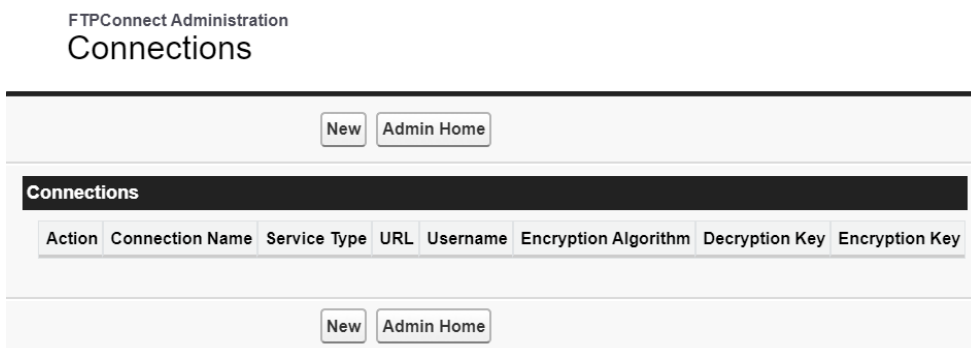 FTPConnect Administration
Connections
New Admin Home
Connections
Action Connection Name Service Type URL Username Encryption Algorithm Decryption Key Encryption Key
New Admin Home